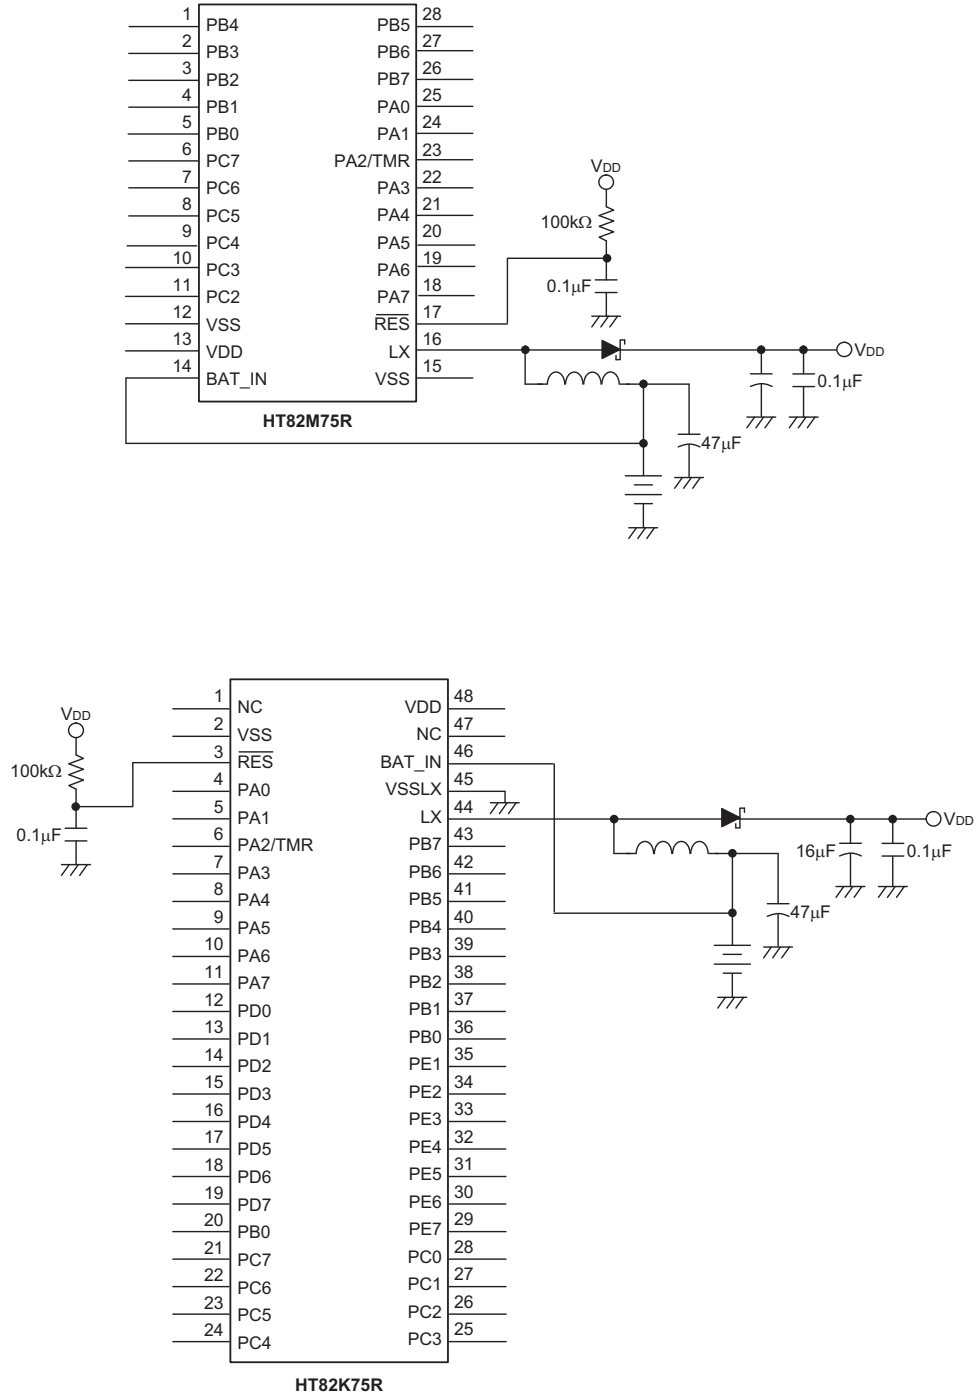 1 PB4 PB5 28
2 PB3 PB6 27
3 PB2 PB7 26
4 PB1 PA0 25
5 PB0 PA1 24
6 PC7 PA2/TMR 23
7 PC6 PA3 22
8 PC5 PA4 21
9 PC4 PA5 20
10 PC3 PA6 19
11 PC2 PA7 18
12 VSS RES 17
13 VDD LX 16
14 BAT_IN VSS 15
HT82M75R
VDD
100kΩ
0.1μF
VDD
0.1μF
47μF
1 NC VDD 48
2 VSS NC 47
3 RES BAT_IN 46
4 PA0 VSSLX 45
5 PA1 LX 44
6 PA2/TMR PB7 43
7 PA3 PB6 42
8 PA4 PB5 41
9 PA5 PB4 40
10 PA6 PB3 39
11 PA7 PB2 38
12 PD0 PB1 37
13 PD1 PB0 36
14 PD2 PE1 35
15 PD3 PE2 34
16 PD4 PE3 33
17 PD5 PE4 32
18 PD6 PE5 31
19 PD7 PE6 30
20 PB0 PE7 29
21 PC7 PC0 28
22 PC6 PC1 27
23 PC5 PC2 26
24 PC4 PC3 25
HT82K75R
VDD
100kΩ
0.1μF
VDD
16μF
0.1μF
47μF